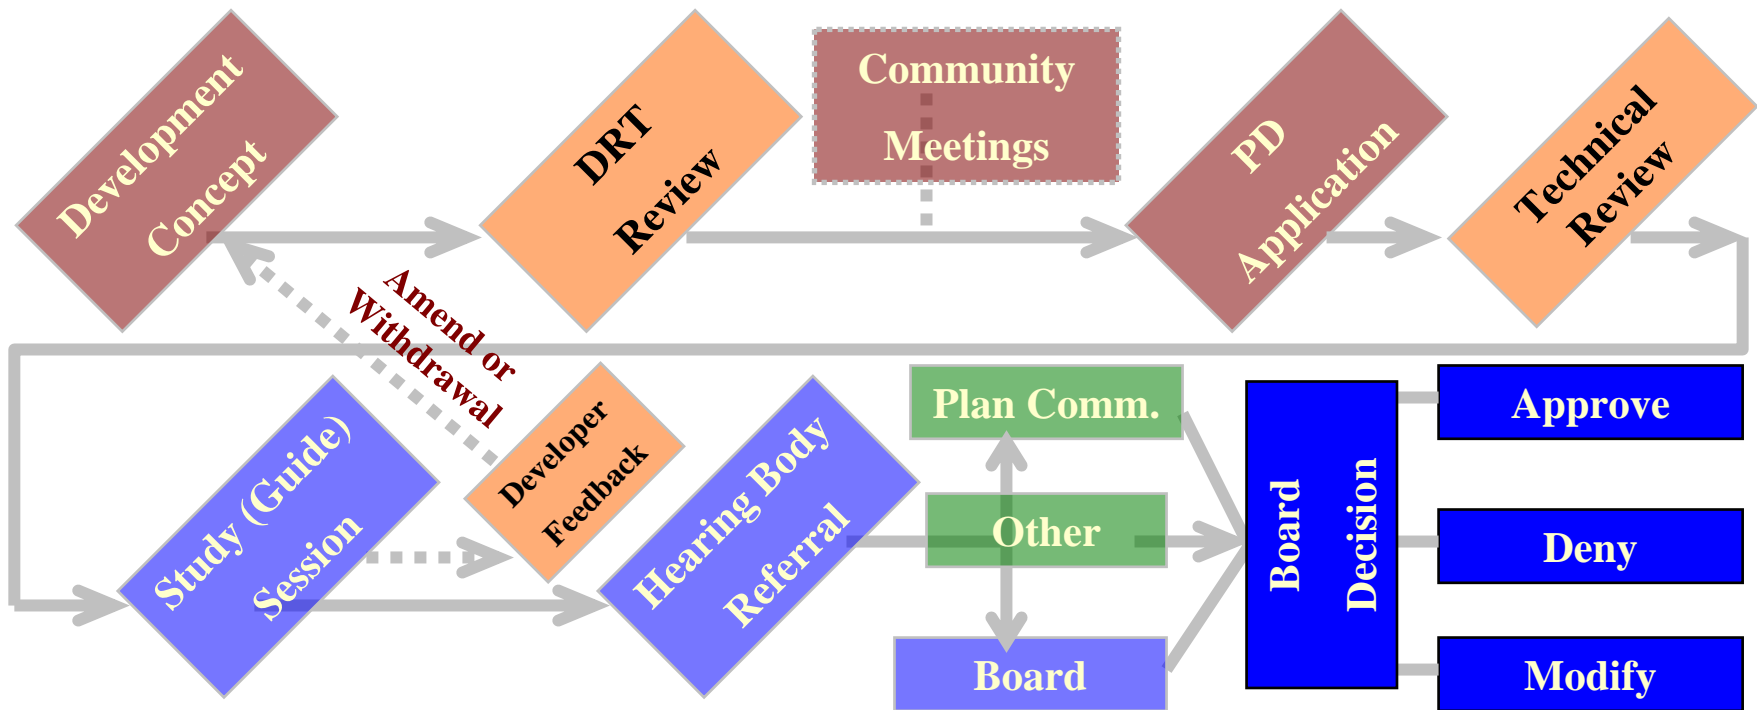 Development
Concept
DRT
Review
Community
Meetings
PD
Application
Technical
Review
Amend or
Withdrawal
Study (Guide)
Session
Developer
Feedback
Hearing Body
Referral
Plan Comm.
Other
Board
Board
Decision
Approve
Deny
Modify